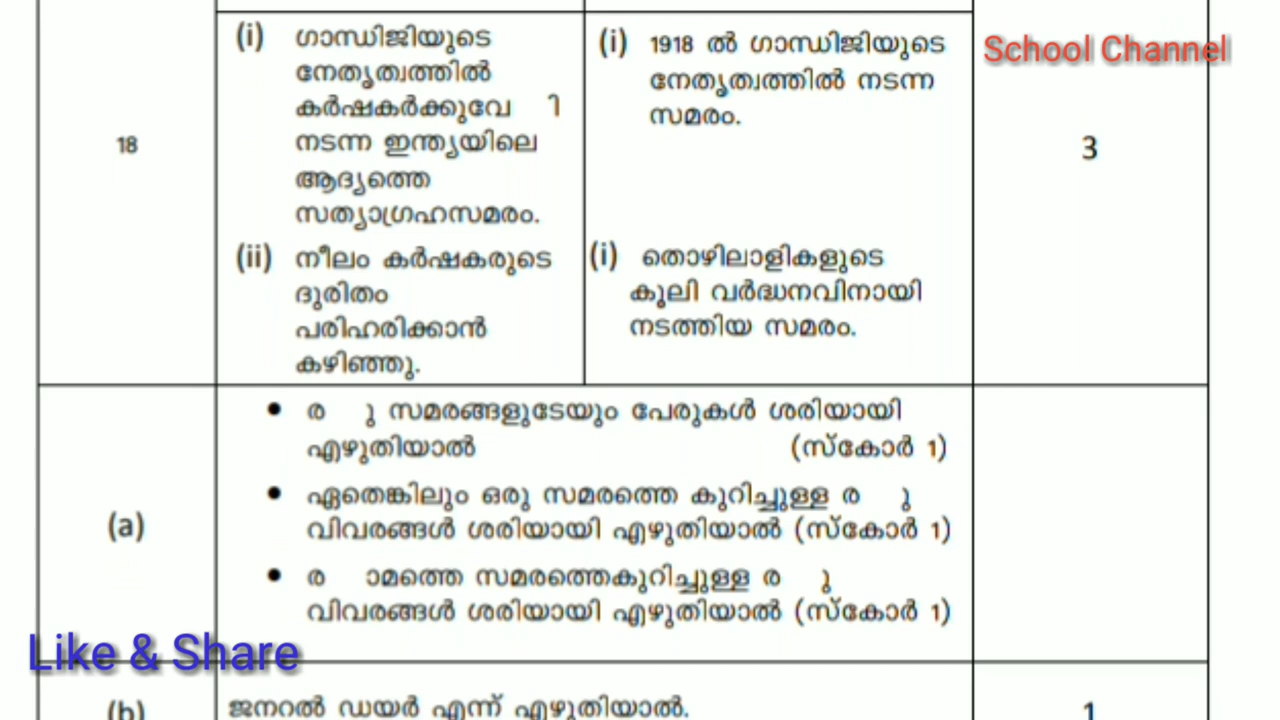 School Channel
18
(i) ഗാന്ധിജിയുടെ
നേതൃത്വത്തിൽ
കർഷകർക്കുവേ ി
നടന്ന ഇന്ത്യയിലെ
ആദ്യത്തെ
സത്യാഗ്രഹസമരം.
(ii) നീലം കർഷകരുടെ
ദുരിതം
പരിഹരിക്കാൻ
കഴിഞ്ഞു.
(i) 1918 ൽ ഗാന്ധിജിയുടെ
നേതൃത്വത്തിൽ നടന്ന
സമരം.
(i) തൊഴിലാളികളുടെ
കൂലി വർദ്ധനവിനായി
നടത്തിയ സമരം.
3
(a)
• ര ു സമരങ്ങളുടേയും പേരുകൾ ശരിയായി
എഴുതിയാൽ (സ്കോർ 1)
• ഏതെങ്കിലും ഒരു സമരത്തെ കുറിച്ചുള്ള ര ു
വിവരങ്ങൾ ശരിയായി എഴുതിയാൽ (സ്കോർ 1)
• ര ാമത്തെ സമരത്തെകുറിച്ചുള്ള ര ു
വിവരങ്ങൾ ശരിയായി എഴുതിയാൽ (സ്കോർ 1)
Like & Share
(b) ജനറൽ ഡയർ എന്ന് എഴുതിയാൽ. 1